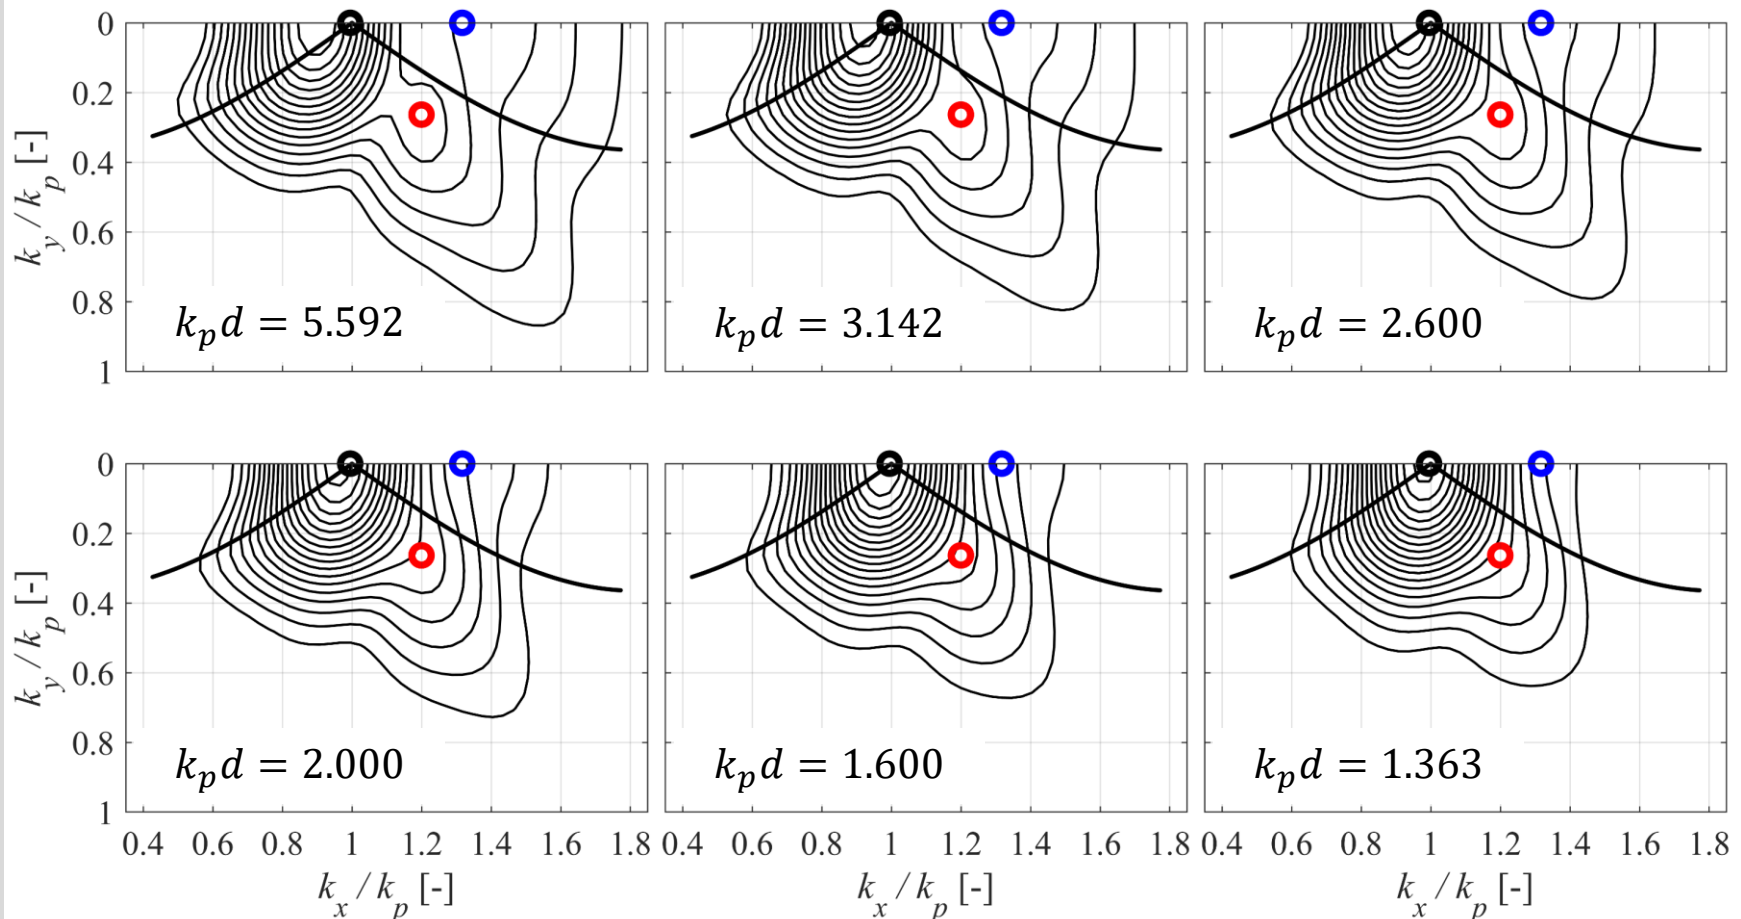 0
0.2
0.4
0.6
0.8
1
k_y / k_p [-]
k_p d = 5.592
k_p d = 3.142
k_p d = 2.600
0
0.2
0.4
0.6
0.8
1
k_y / k_p [-]
k_p d = 2.000
k_p d = 1.600
k_p d = 1.363
0.4 0.6 0.8 1 1.2 1.4 1.6 1.8
0.4 0.6 0.8 1 1.2 1.4 1.6 1.8
0.4 0.6 0.8 1 1.2 1.4 1.6 1.8
k_x / k_p [-]
k_x / k_p [-]
k_x / k_p [-]